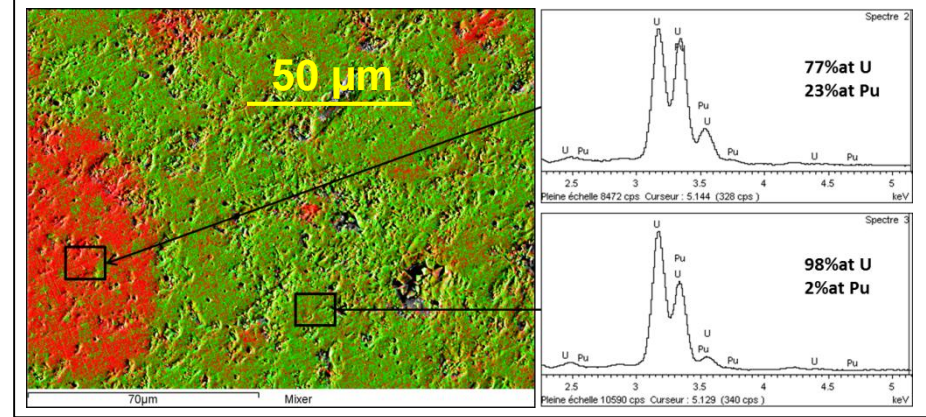 50 µm
70µm Mixer
Spectre 2
U
U
Pu
77%at U
23%at Pu
Pu
U
U Pu Pu U Pu
2.5 3 3.5 4 4.5 5
Pleine échelle 8472 cps Curseur : 5.144 (328 cps ) keV
Spectre 3
U
Pu
U
98%at U
2%at Pu
U
Pu
U Pu Pu U Pu
2.5 3 3.5 4 4.5 5
Pleine échelle 10590 cps Curseur : 5.129 (340 cps ) keV